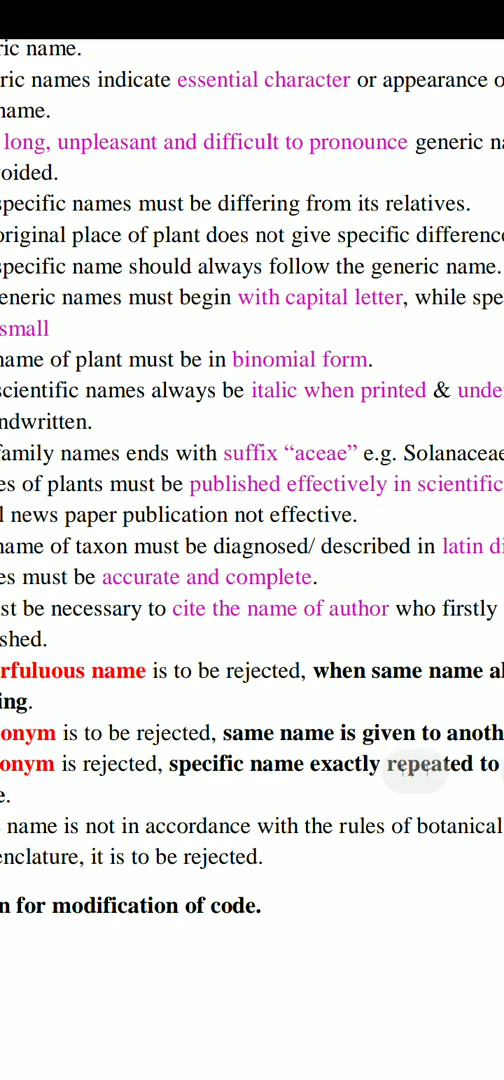 ric name.
ric names indicate essential character or appearance o
name.
long, unpleasant and difficult to pronounce generic na
oided.
specific names must be differing from its relatives.
original place of plant does not give specific difference
specific name should always follow the generic name.
eneric names must begin with capital letter, while spe
small
name of plant must be in binomial form.
scientific names always be italic when printed & unde
ndwritten.
family names ends with suffix “aceae” e.g. Solanaceae
es of plants must be published effectively in scientific
l news paper publication not effective.
name of taxon must be diagnosed/ described in latin di
es must be accurate and complete.
st be necessary to cite the name of author who firstly
shed.
rfuluous name is to be rejected, when same name al
ing.
onym is to be rejected, same name is given to anoth
onym is rejected, specific name exactly repeated to
e.
name is not in accordance with the rules of botanical
enclature, it is to be rejected.
n for modification of code.